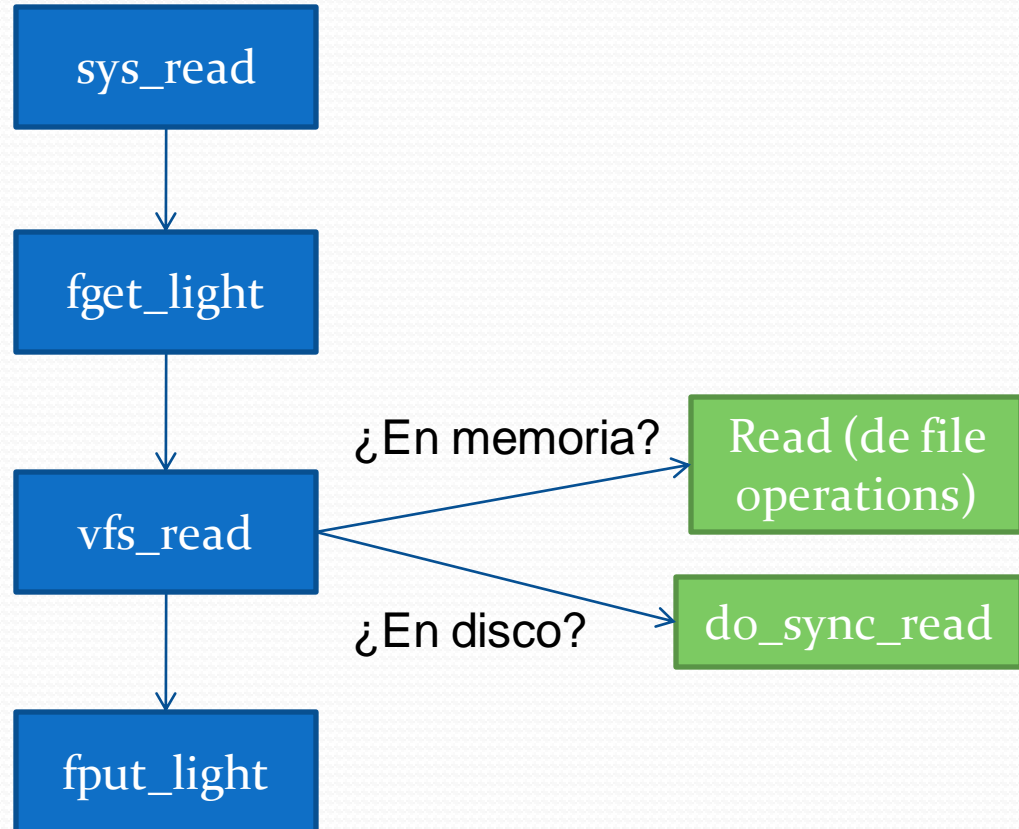 sys_read
fget_light
¿En memoria?
Read (de file
operations)
vfs_read
¿En disco?
do_sync_read
fput_light